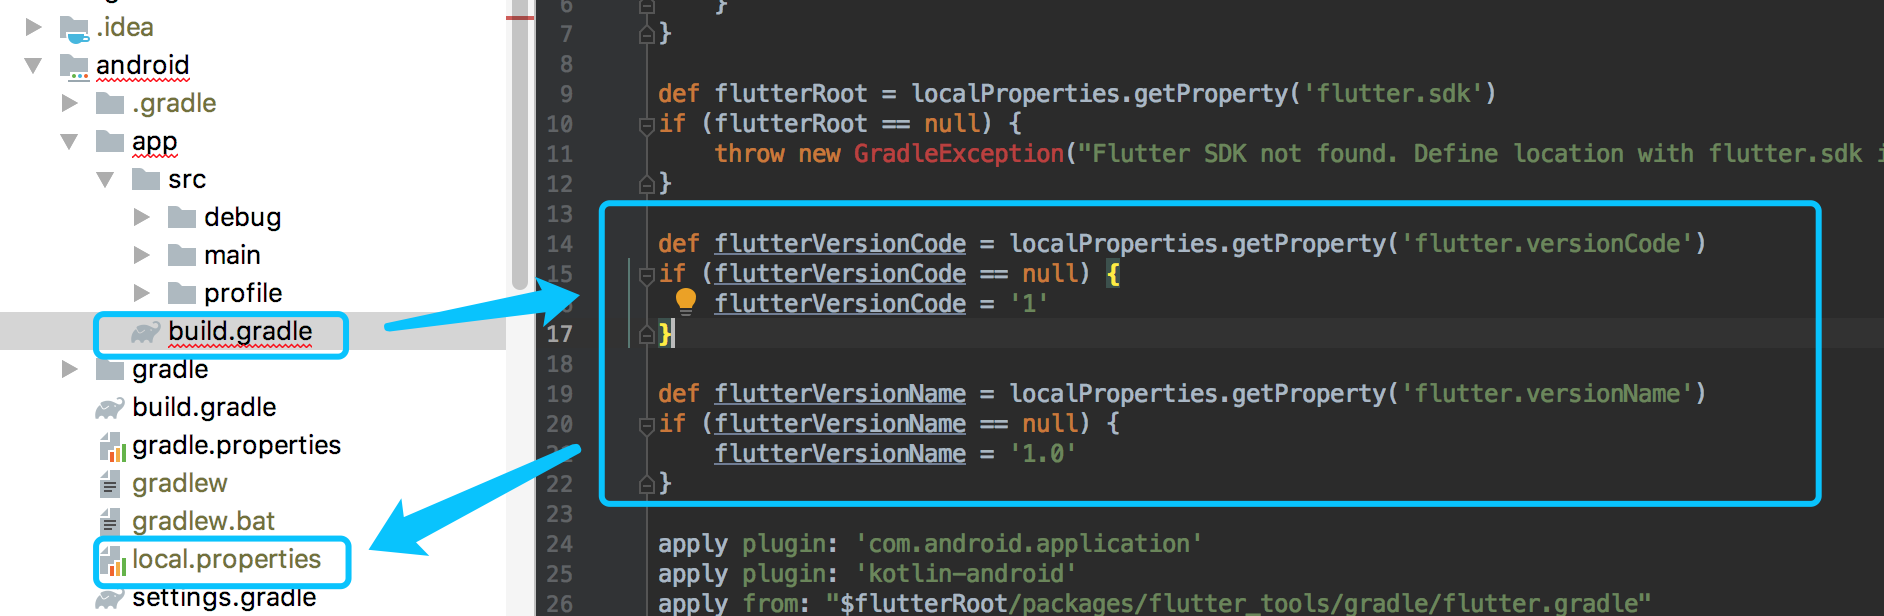 .idea
android
.gradle
app
src
debug
main
profile
build.gradle
gradle
build.gradle
gradle.properties
gradlew
gradlew.bat
local.properties
settings.gradle
6 }
7 }
8
9 def flutterRoot = localProperties.getProperty('flutter.sdk')
10 if (flutterRoot == null) {
11 throw new GradleException("Flutter SDK not found. Define location with flutter.sdk
12 }
13
14 def flutterVersionCode = localProperties.getProperty('flutter.versionCode')
15 if (flutterVersionCode == null) {
flutterVersionCode = '1'
17 }
18
19 def flutterVersionName = localProperties.getProperty('flutter.versionName')
20 if (flutterVersionName == null) {
flutterVersionName = '1.0'
22 }
23
24 apply plugin: 'com.android.application'
25 apply plugin: 'kotlin-android'
26 apply from: "$flutterRoot/packages/flutter_tools/gradle/flutter.gradle"